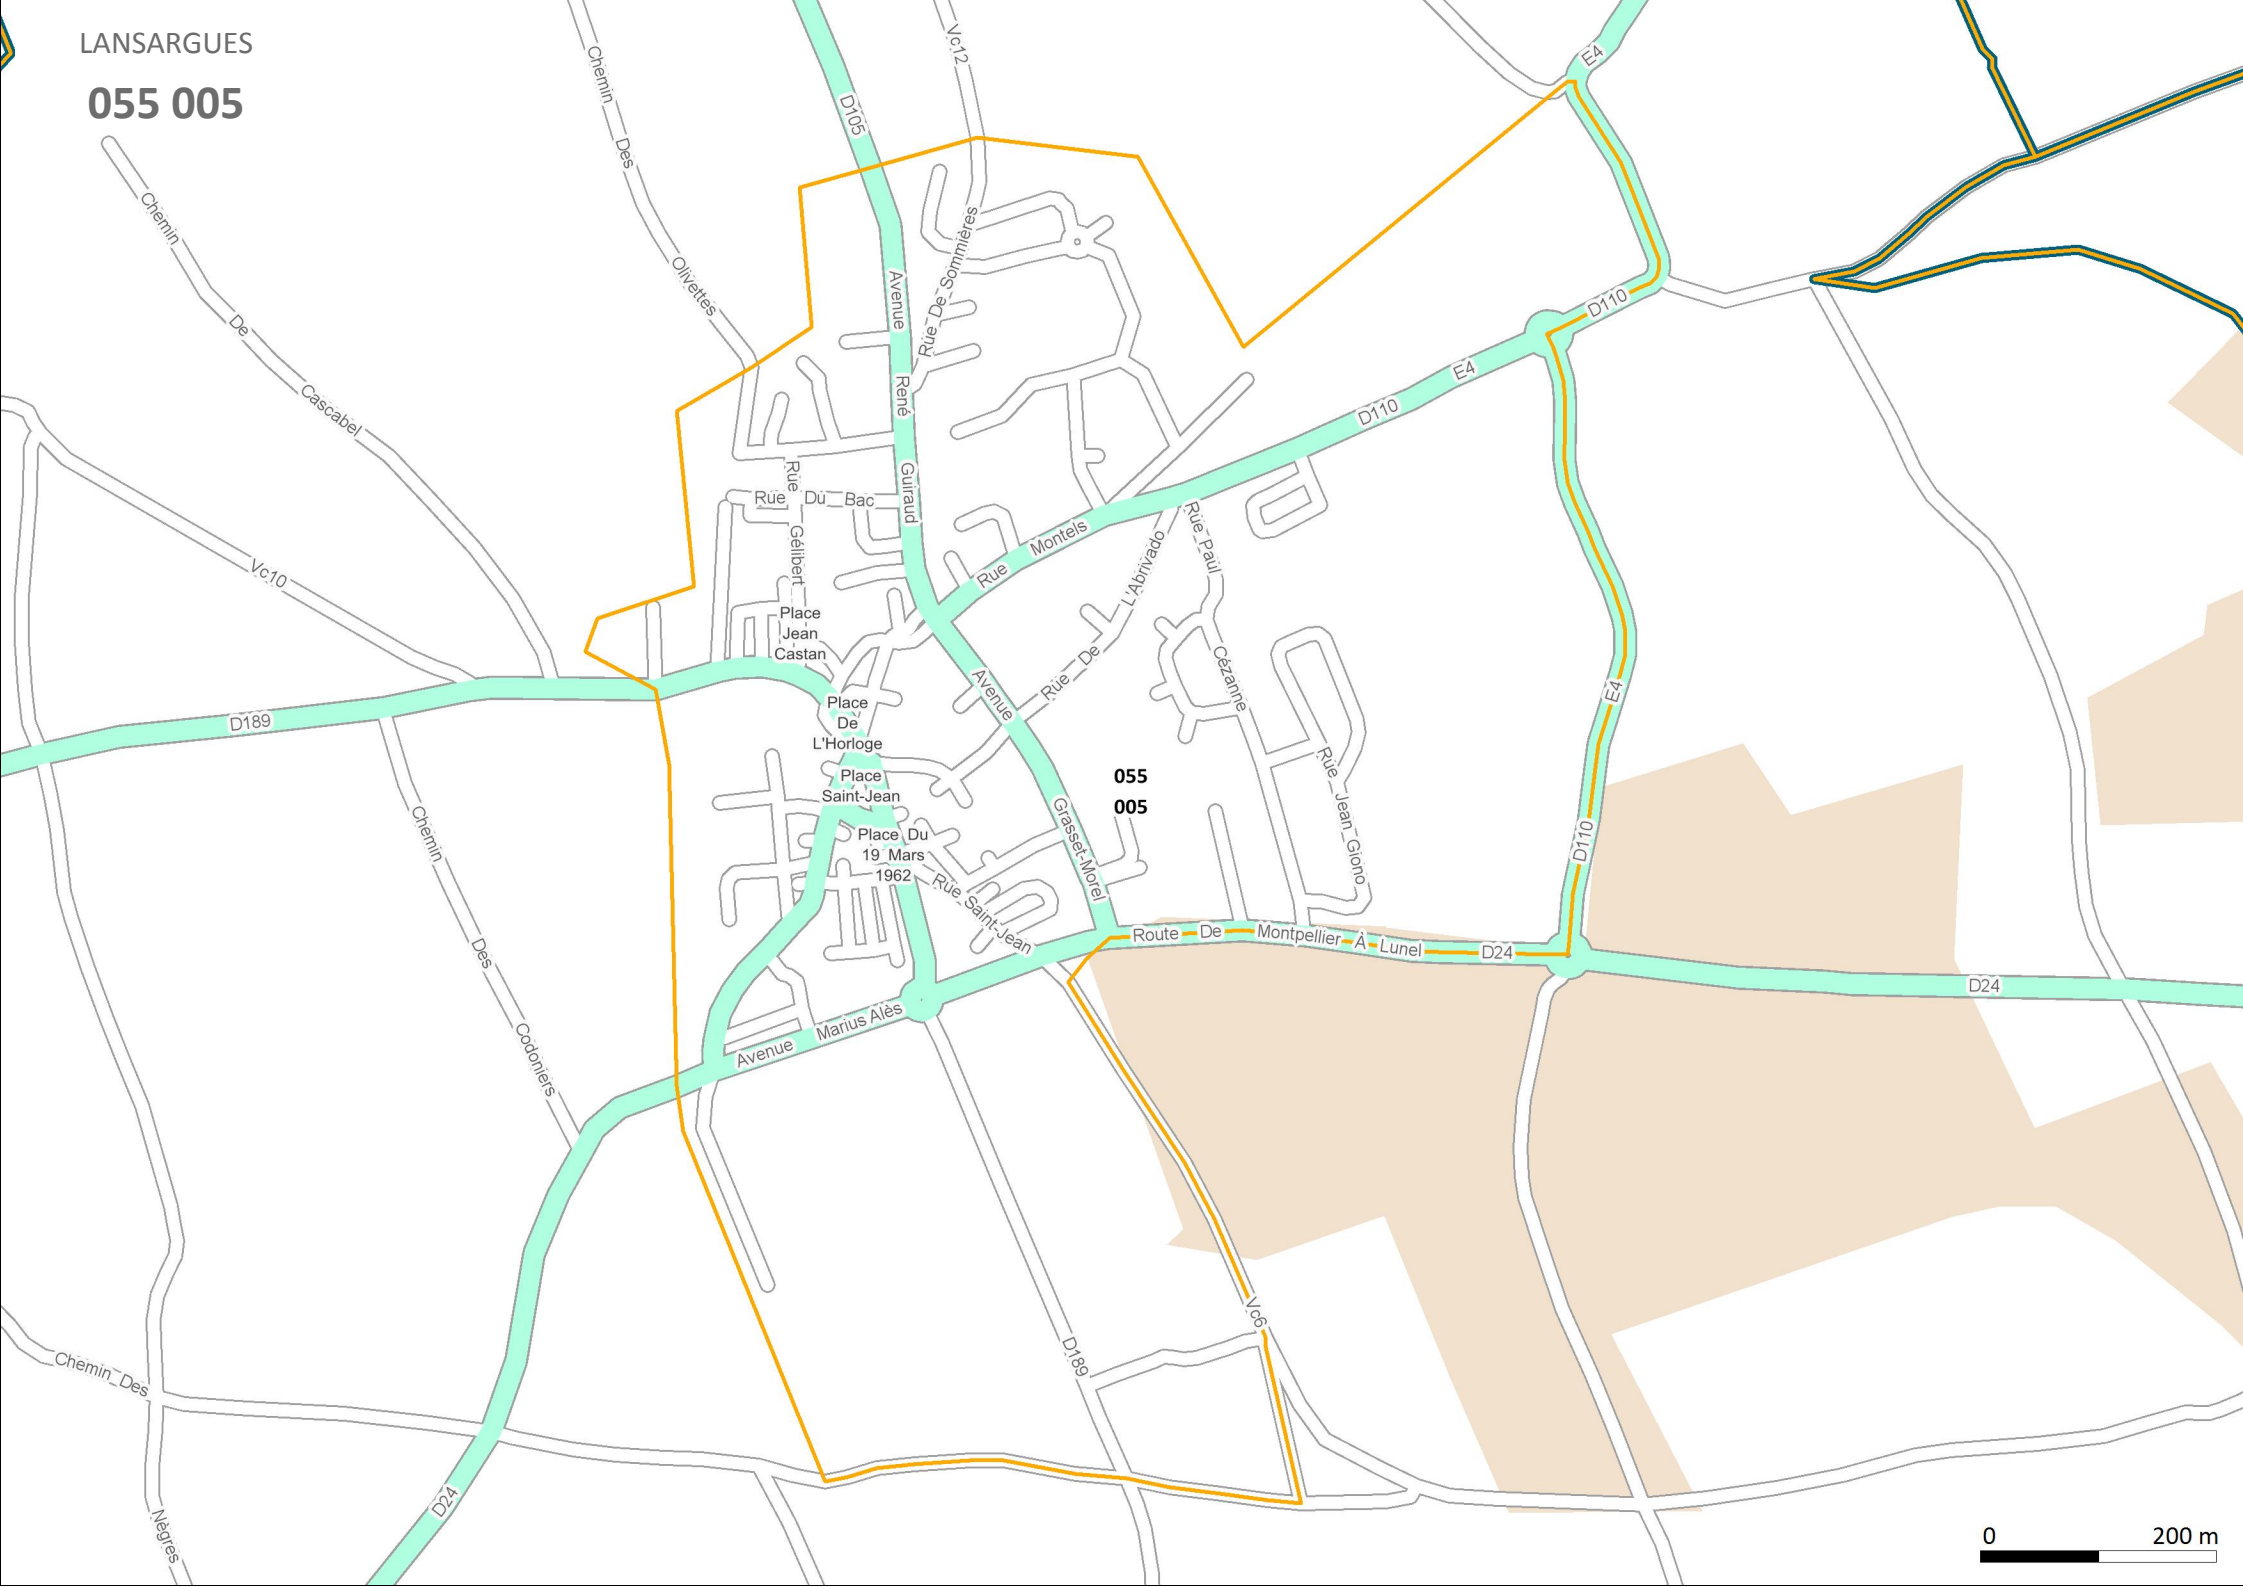 LANSARGUES
055 005
Chemin Des Olivettes
D105
Vc12
E4
Chemin De Cascabel
Avenue René Guiraud
Rue De Sommières
D110
E4
D110
Rue Du Bac
Rue Gélibert
Rue Montels
L'Abrivado
Rue De
Rue Paul Cézanne
Vc10
Place
Jean
Castan
D189
Place
De
L'Horloge
Avenue Grasset-Morel
E4
Place
Saint-Jean
055
005
Rue Jean Giono
Place Du
19 Mars
1962
D110
Rue Saint-Jean
Chemin Des Codoniers
Route De Montpellier À Lunel
D24
D24
Avenue Marius Alès
Vc6
D189
Chemin Des Nègres
D24
0 200 m